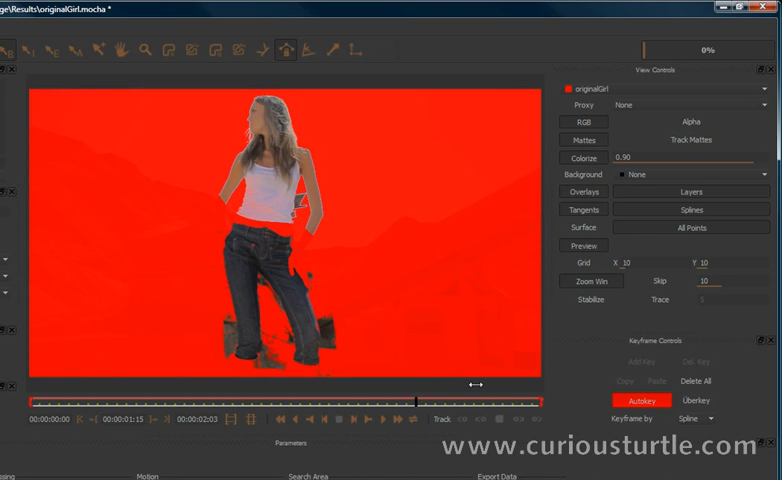 ge\Results\originalGirl.mocha *
0%
View Controls
originalGirl
Proxy None
RGB Alpha
Mattes Track Mattes
Colorize 0.90
Background None
Overlays Layers
Tangents Splines
Surface All Points
Preview
Grid X 10 Y 10
Zoom Win Skip 10
Stabilize Trace 5
Keyframe Controls
Add Key Del. Key
Copy Paste Delete All
Autokey Überkey
Keyframe by Spline
00:00:00:00 00:00:01:15 00:00:02:03 Track
Parameters
www.curiousturtle.com
ssing Motion Search Area Export Data